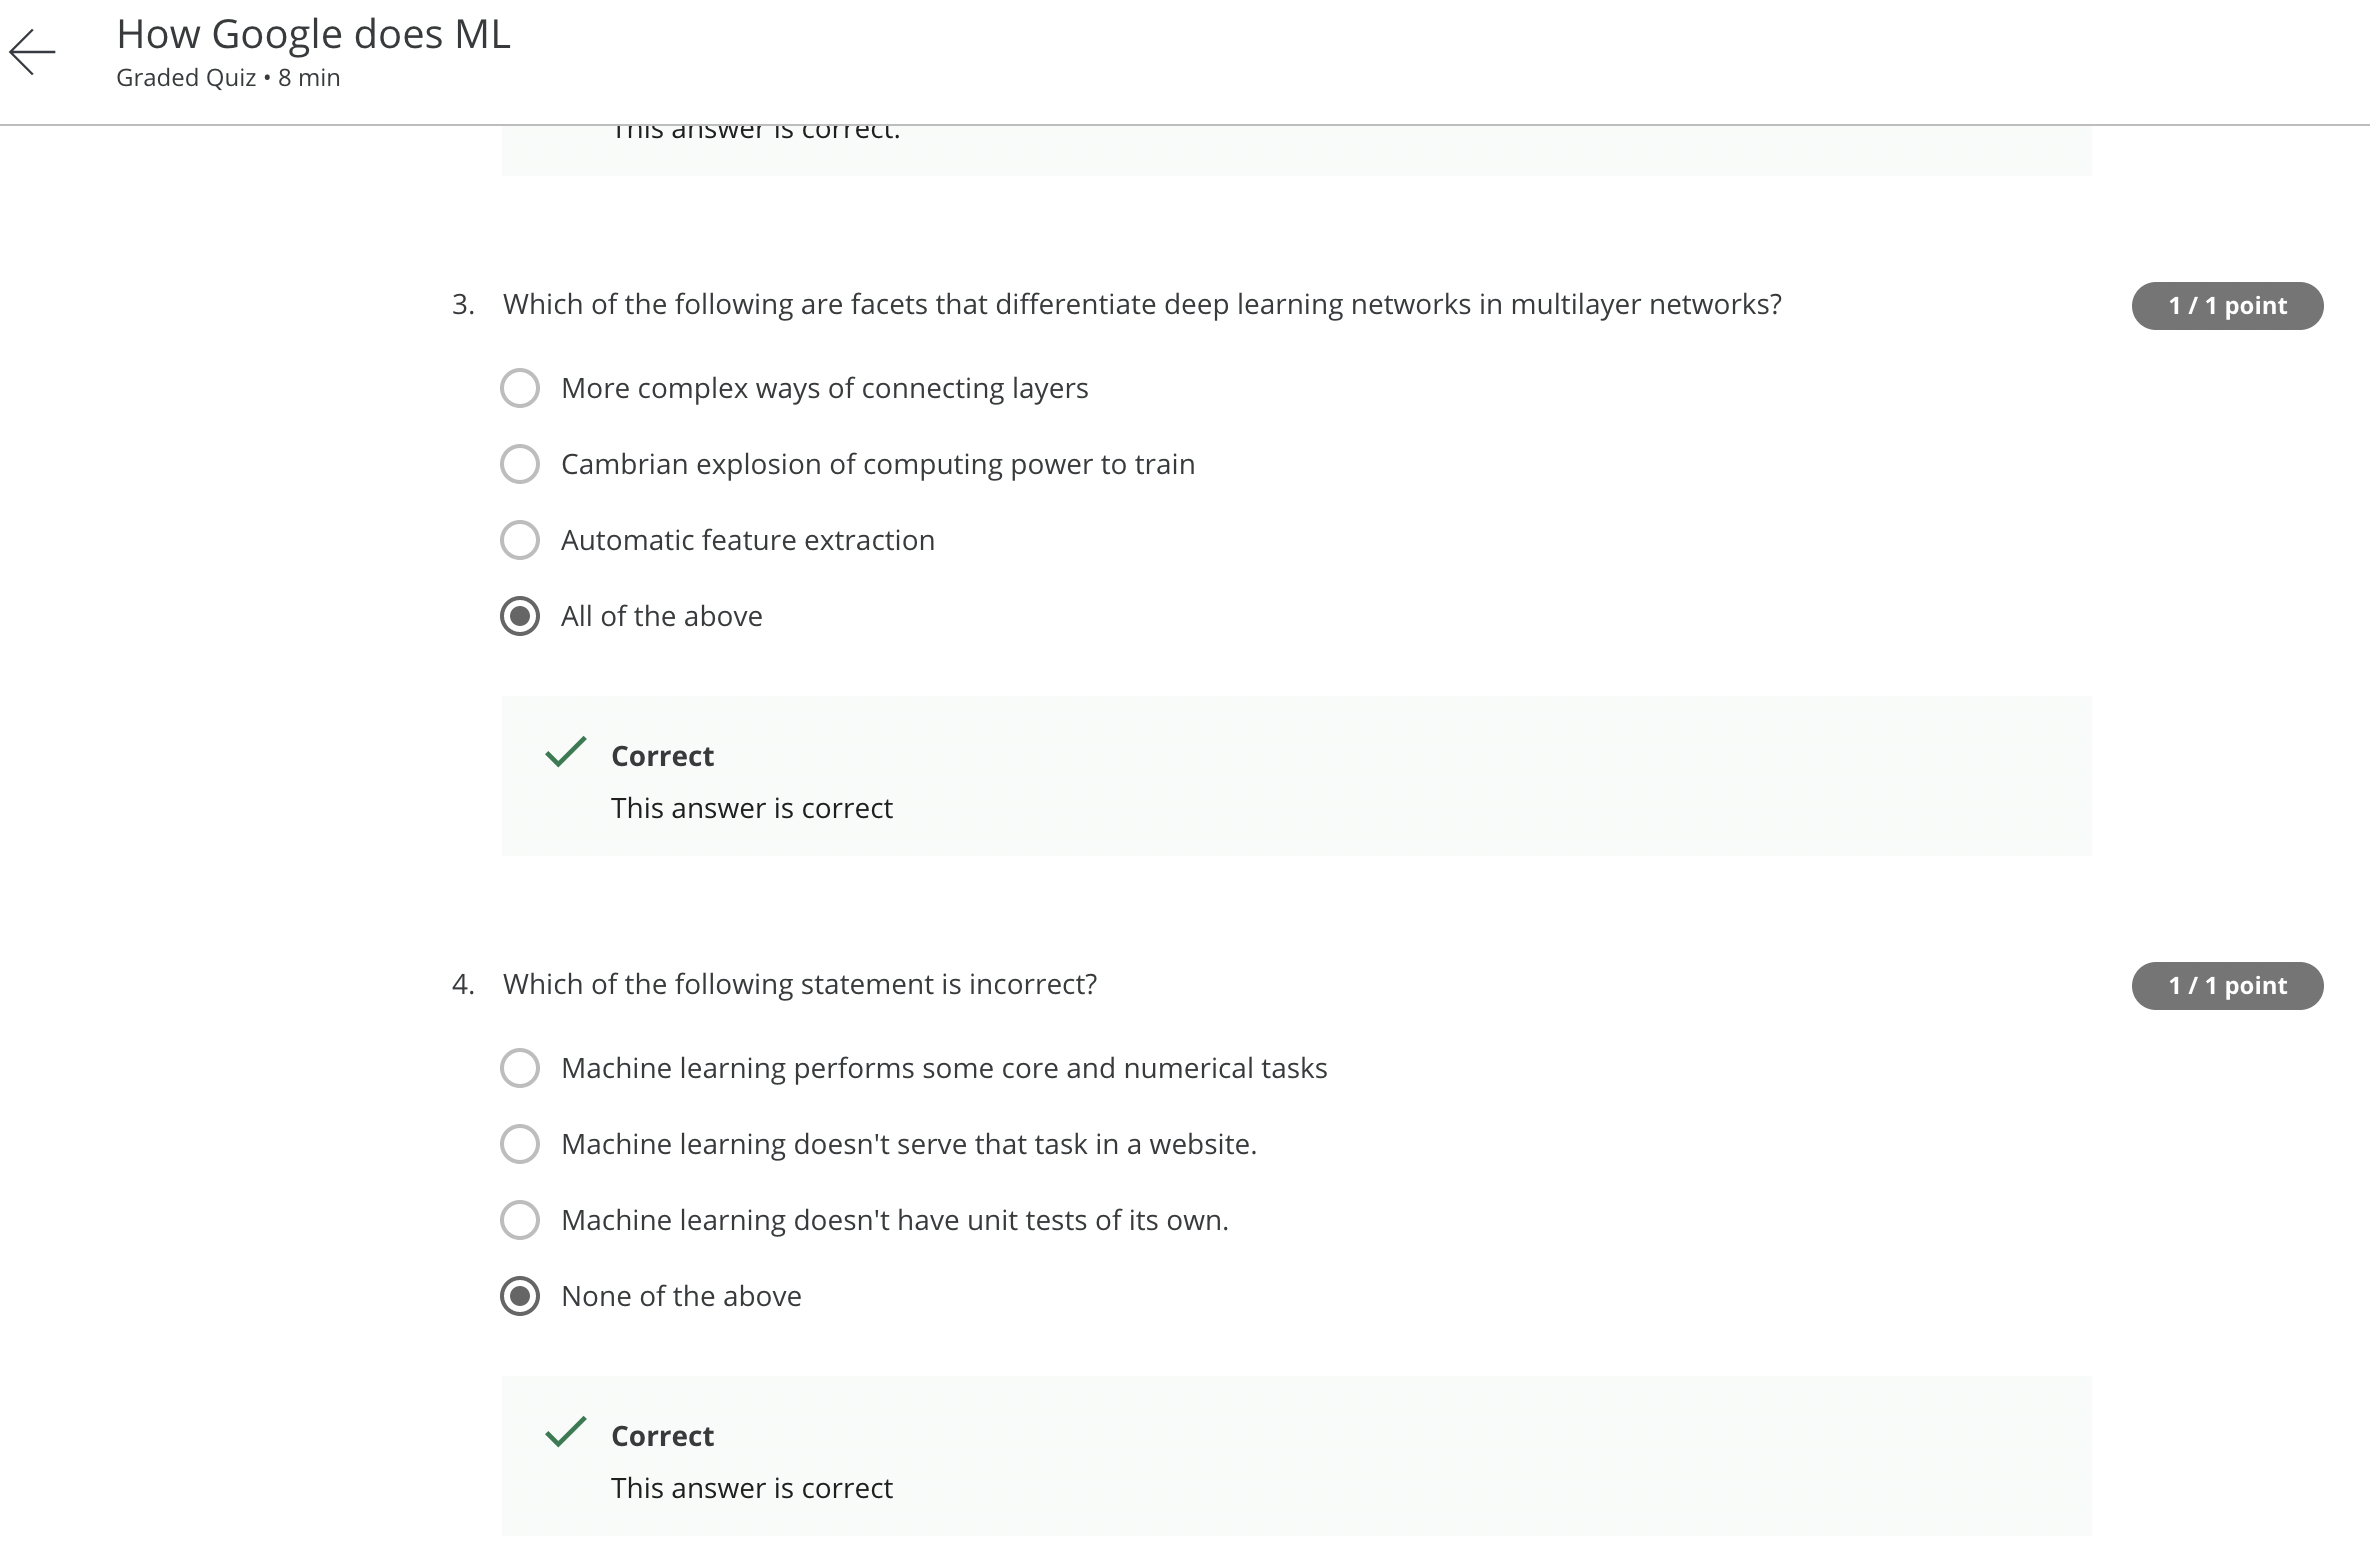 How Google does ML
Graded Quiz • 8 min
This answer is correct.
3. Which of the following are facets that differentiate deep learning networks in multilayer networks?
1 / 1 point
More complex ways of connecting layers
Cambrian explosion of computing power to train
Automatic feature extraction
All of the above
Correct
This answer is correct
4. Which of the following statement is incorrect?
1 / 1 point
Machine learning performs some core and numerical tasks
Machine learning doesn't serve that task in a website.
Machine learning doesn't have unit tests of its own.
None of the above
Correct
This answer is correct